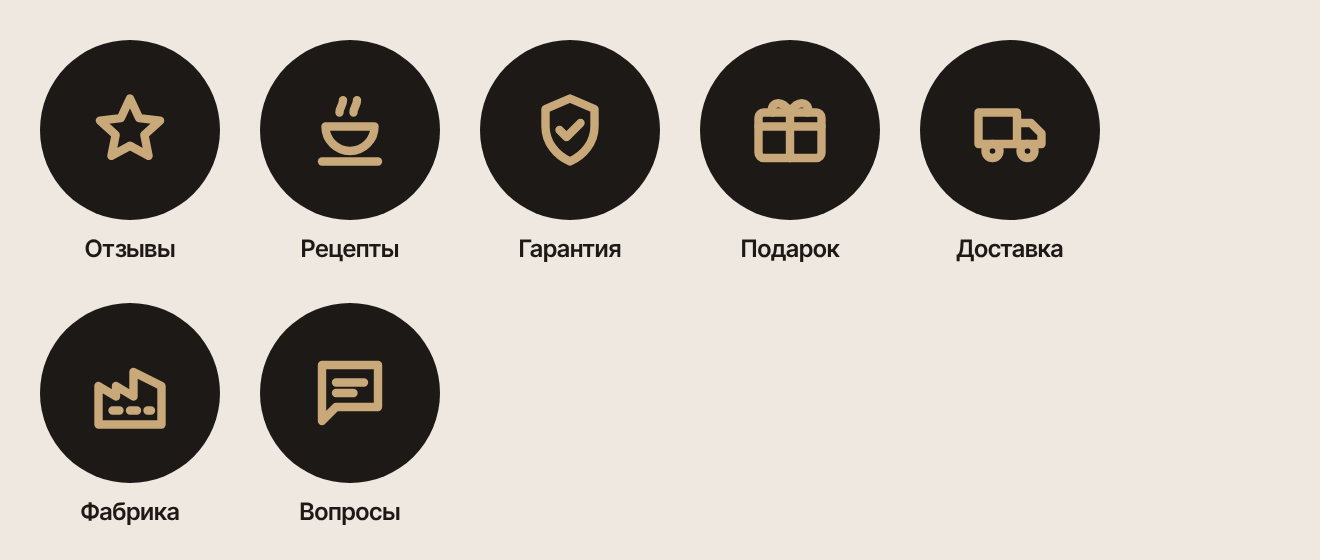 Отзывы
Рецепты
Гарантия
Подарок
Доставка
Фабрика
Вопросы